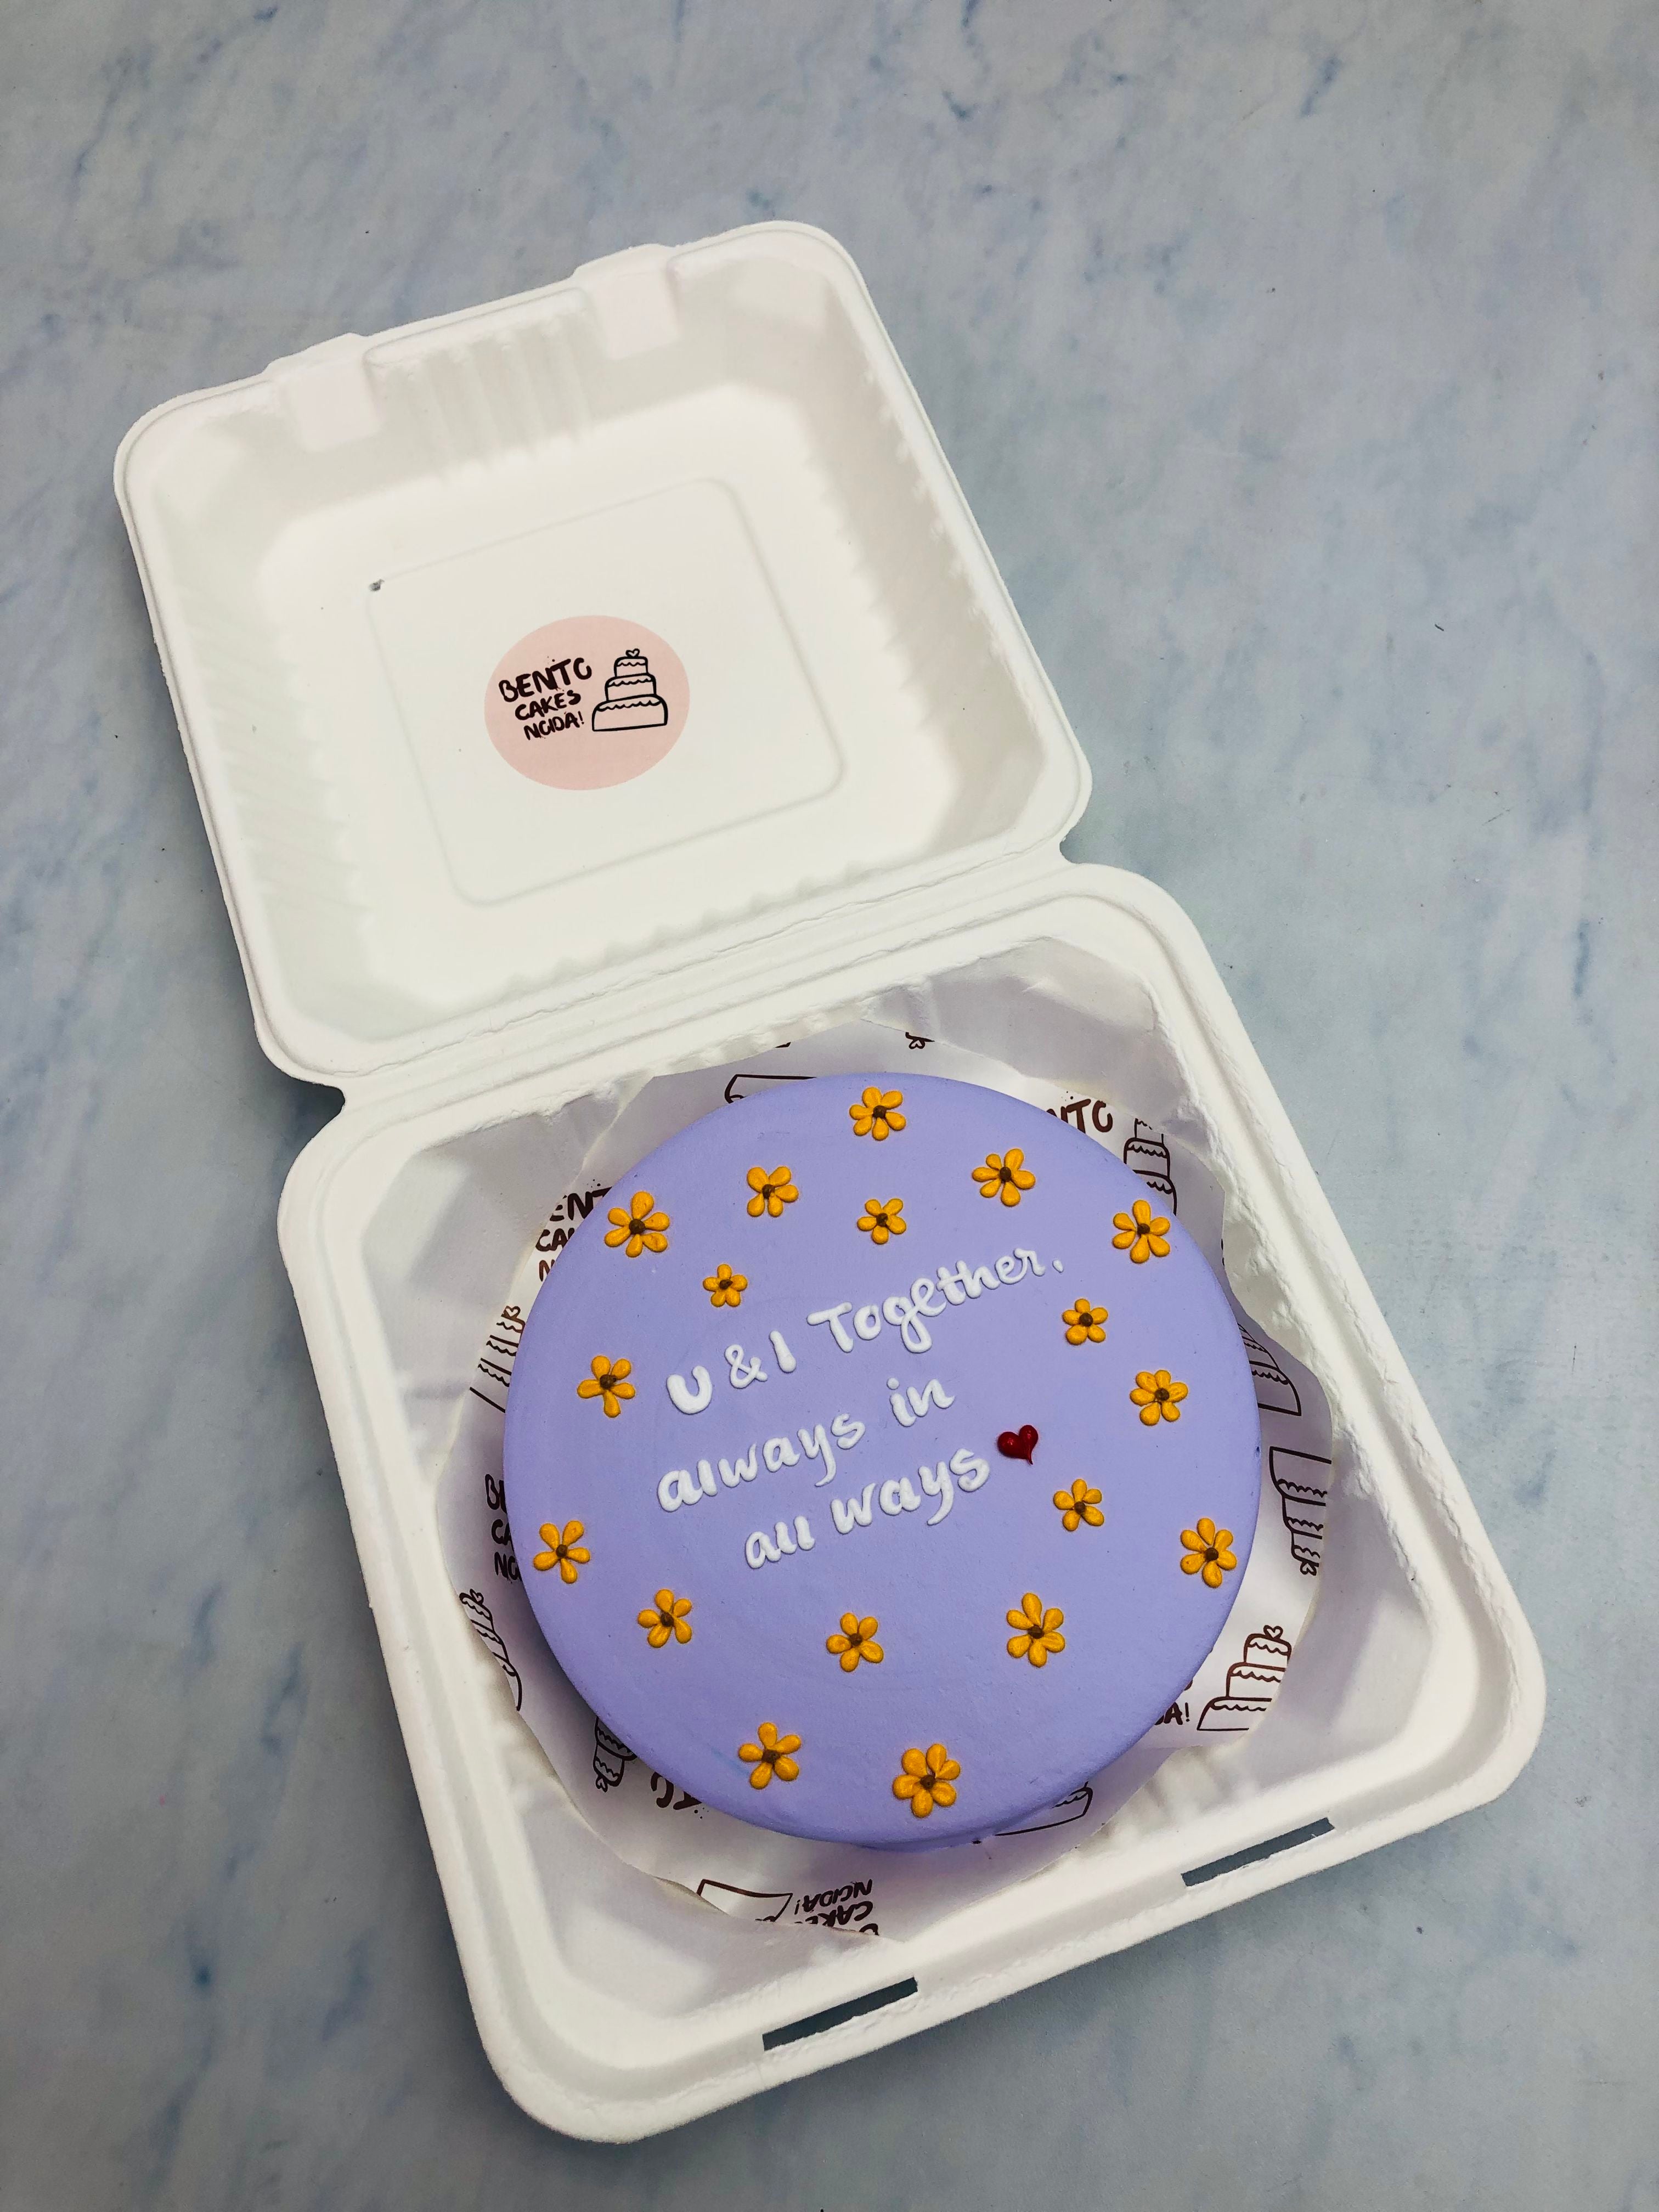 BENTO
CAKES
NOIDA!
U & I Together,
always in
all ways